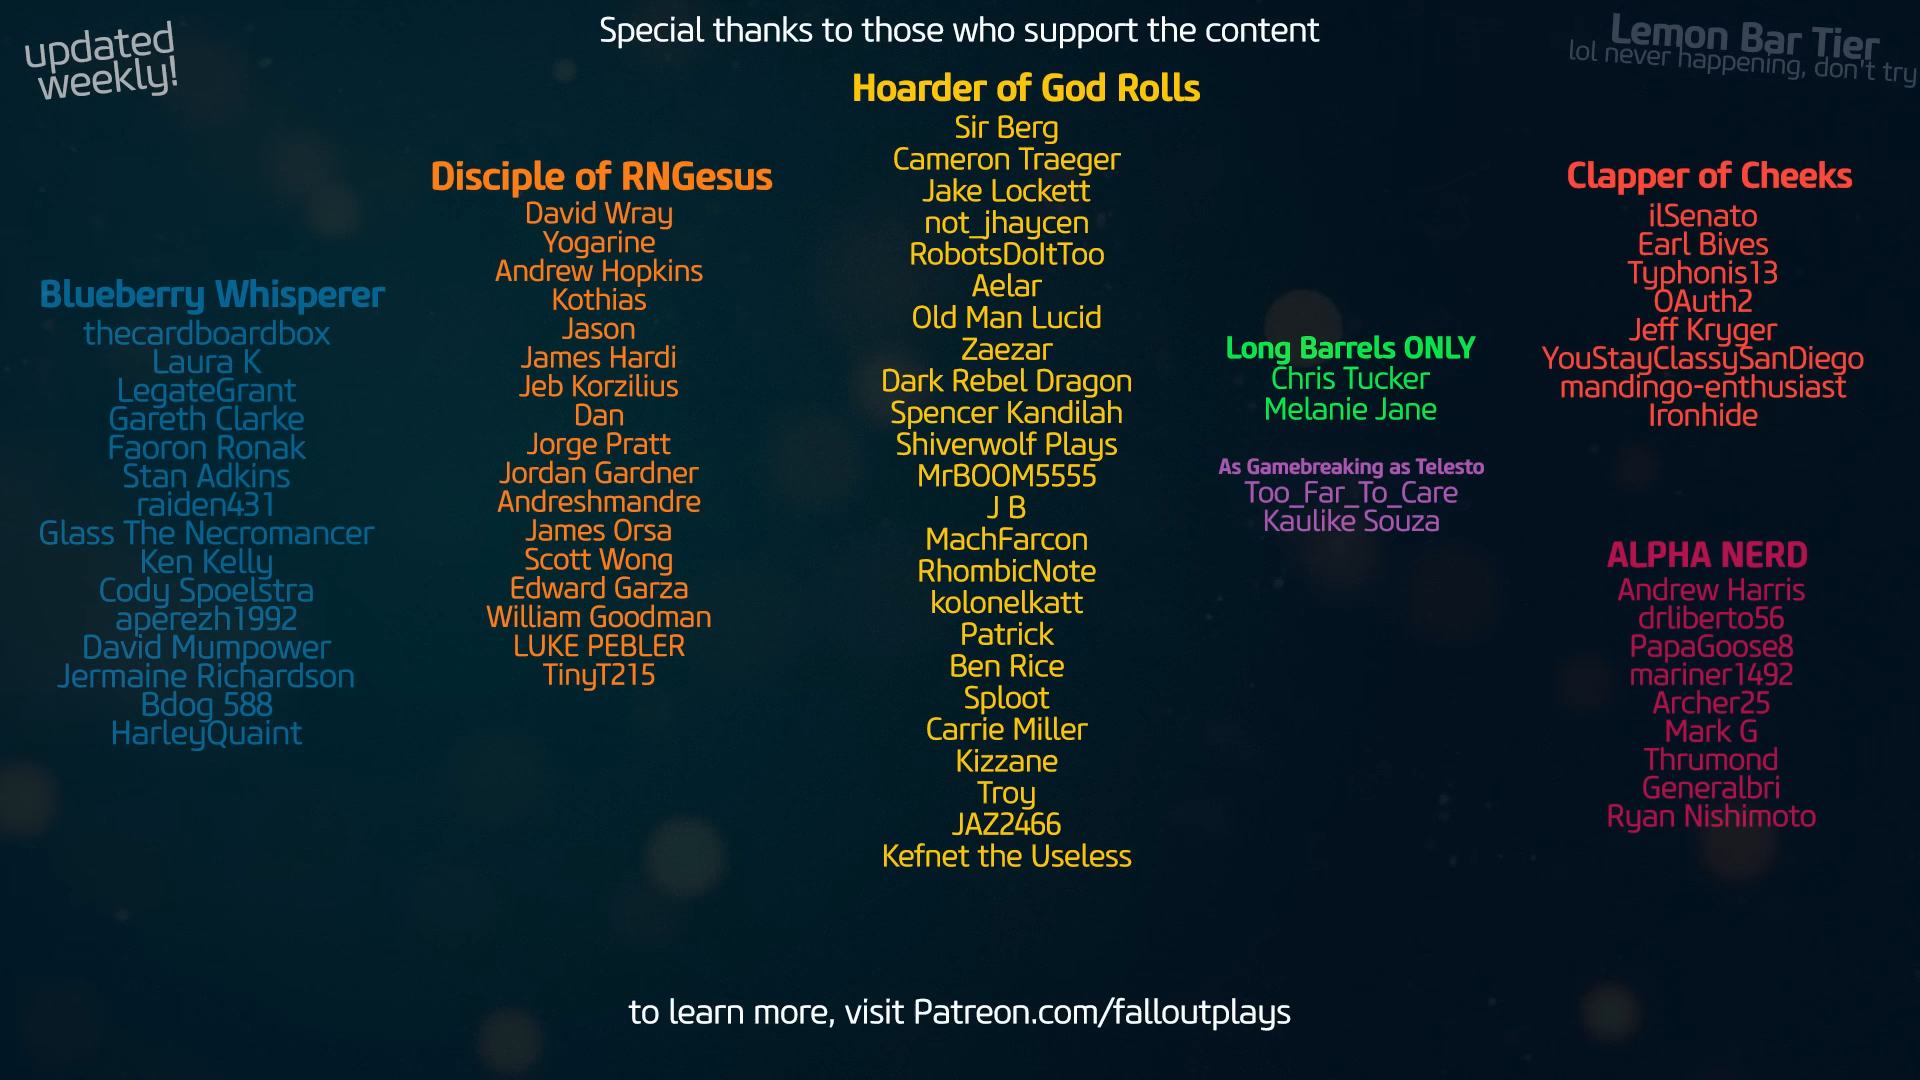 updated
weekly!
Special thanks to those who support the content
Lemon Bar Tier
lol never happening, don't try
Blueberry Whisperer
thecardboardbox
Laura K
LegateGrant
Gareth Clarke
Faoron Ronak
Stan Adkins
raiden431
Glass The Necromancer
Ken Kelly
Cody Spoelstra
aperezh1992
David Mumpower
Jermaine Richardson
Bdog 588
HarleyQuaint
Disciple of RNGesus
David Wray
Yogarine
Andrew Hopkins
Kothias
Jason
James Hardi
Jeb Korzilius
Dan
Jorge Pratt
Jordan Gardner
Andreshmandre
James Orsa
Scott Wong
Edward Garza
William Goodman
LUKE PEBLER
TinyT215
Hoarder of God Rolls
Sir Berg
Cameron Traeger
Jake Lockett
not_jhaycen
RobotsDoItToo
Aelar
Old Man Lucid
Zaezar
Dark Rebel Dragon
Spencer Kandilah
Shiverwolf Plays
MrBOOM5555
J B
MachFarcon
RhombicNote
kolonelkatt
Patrick
Ben Rice
Sploot
Carrie Miller
Kizzane
Troy
JAZ2466
Kefnet the Useless
Long Barrels ONLY
Chris Tucker
Melanie Jane
As Gamebreaking as Telesto
Too_Far_To_Care
Kaulike Souza
Clapper of Cheeks
ilSenato
Earl Bives
Typhonis13
OAuth2
Jeff Kryger
YouStayClassySanDiego
mandingo-enthusiast
Ironhide
ALPHA NERD
Andrew Harris
drliberto56
PapaGoose8
mariner1492
Archer25
Mark G
Thrumond
Generalbri
Ryan Nishimoto
to learn more, visit Patreon.com/falloutplays